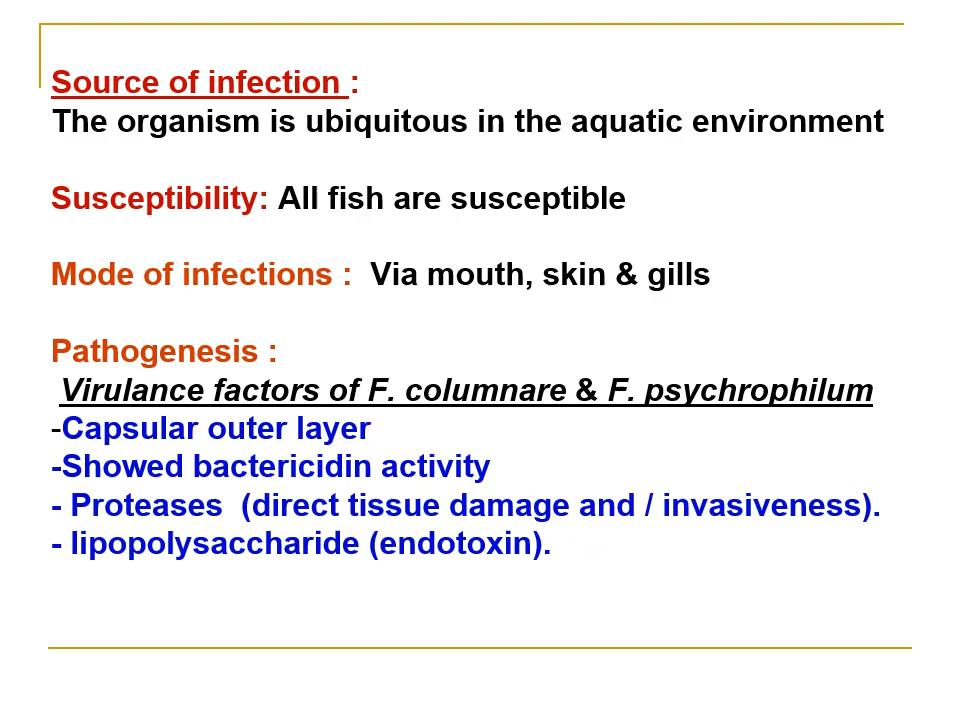 Source of infection :
The organism is ubiquitous in the aquatic environment
Susceptibility: All fish are susceptible
Mode of infections :  Via mouth, skin & gills
Pathogenesis :
Virulance factors of F. columnare & F. psychrophilum
-Capsular outer layer
-Showed bactericidin activity
- Proteases  (direct tissue damage and / invasiveness).
- lipopolysaccharide (endotoxin).